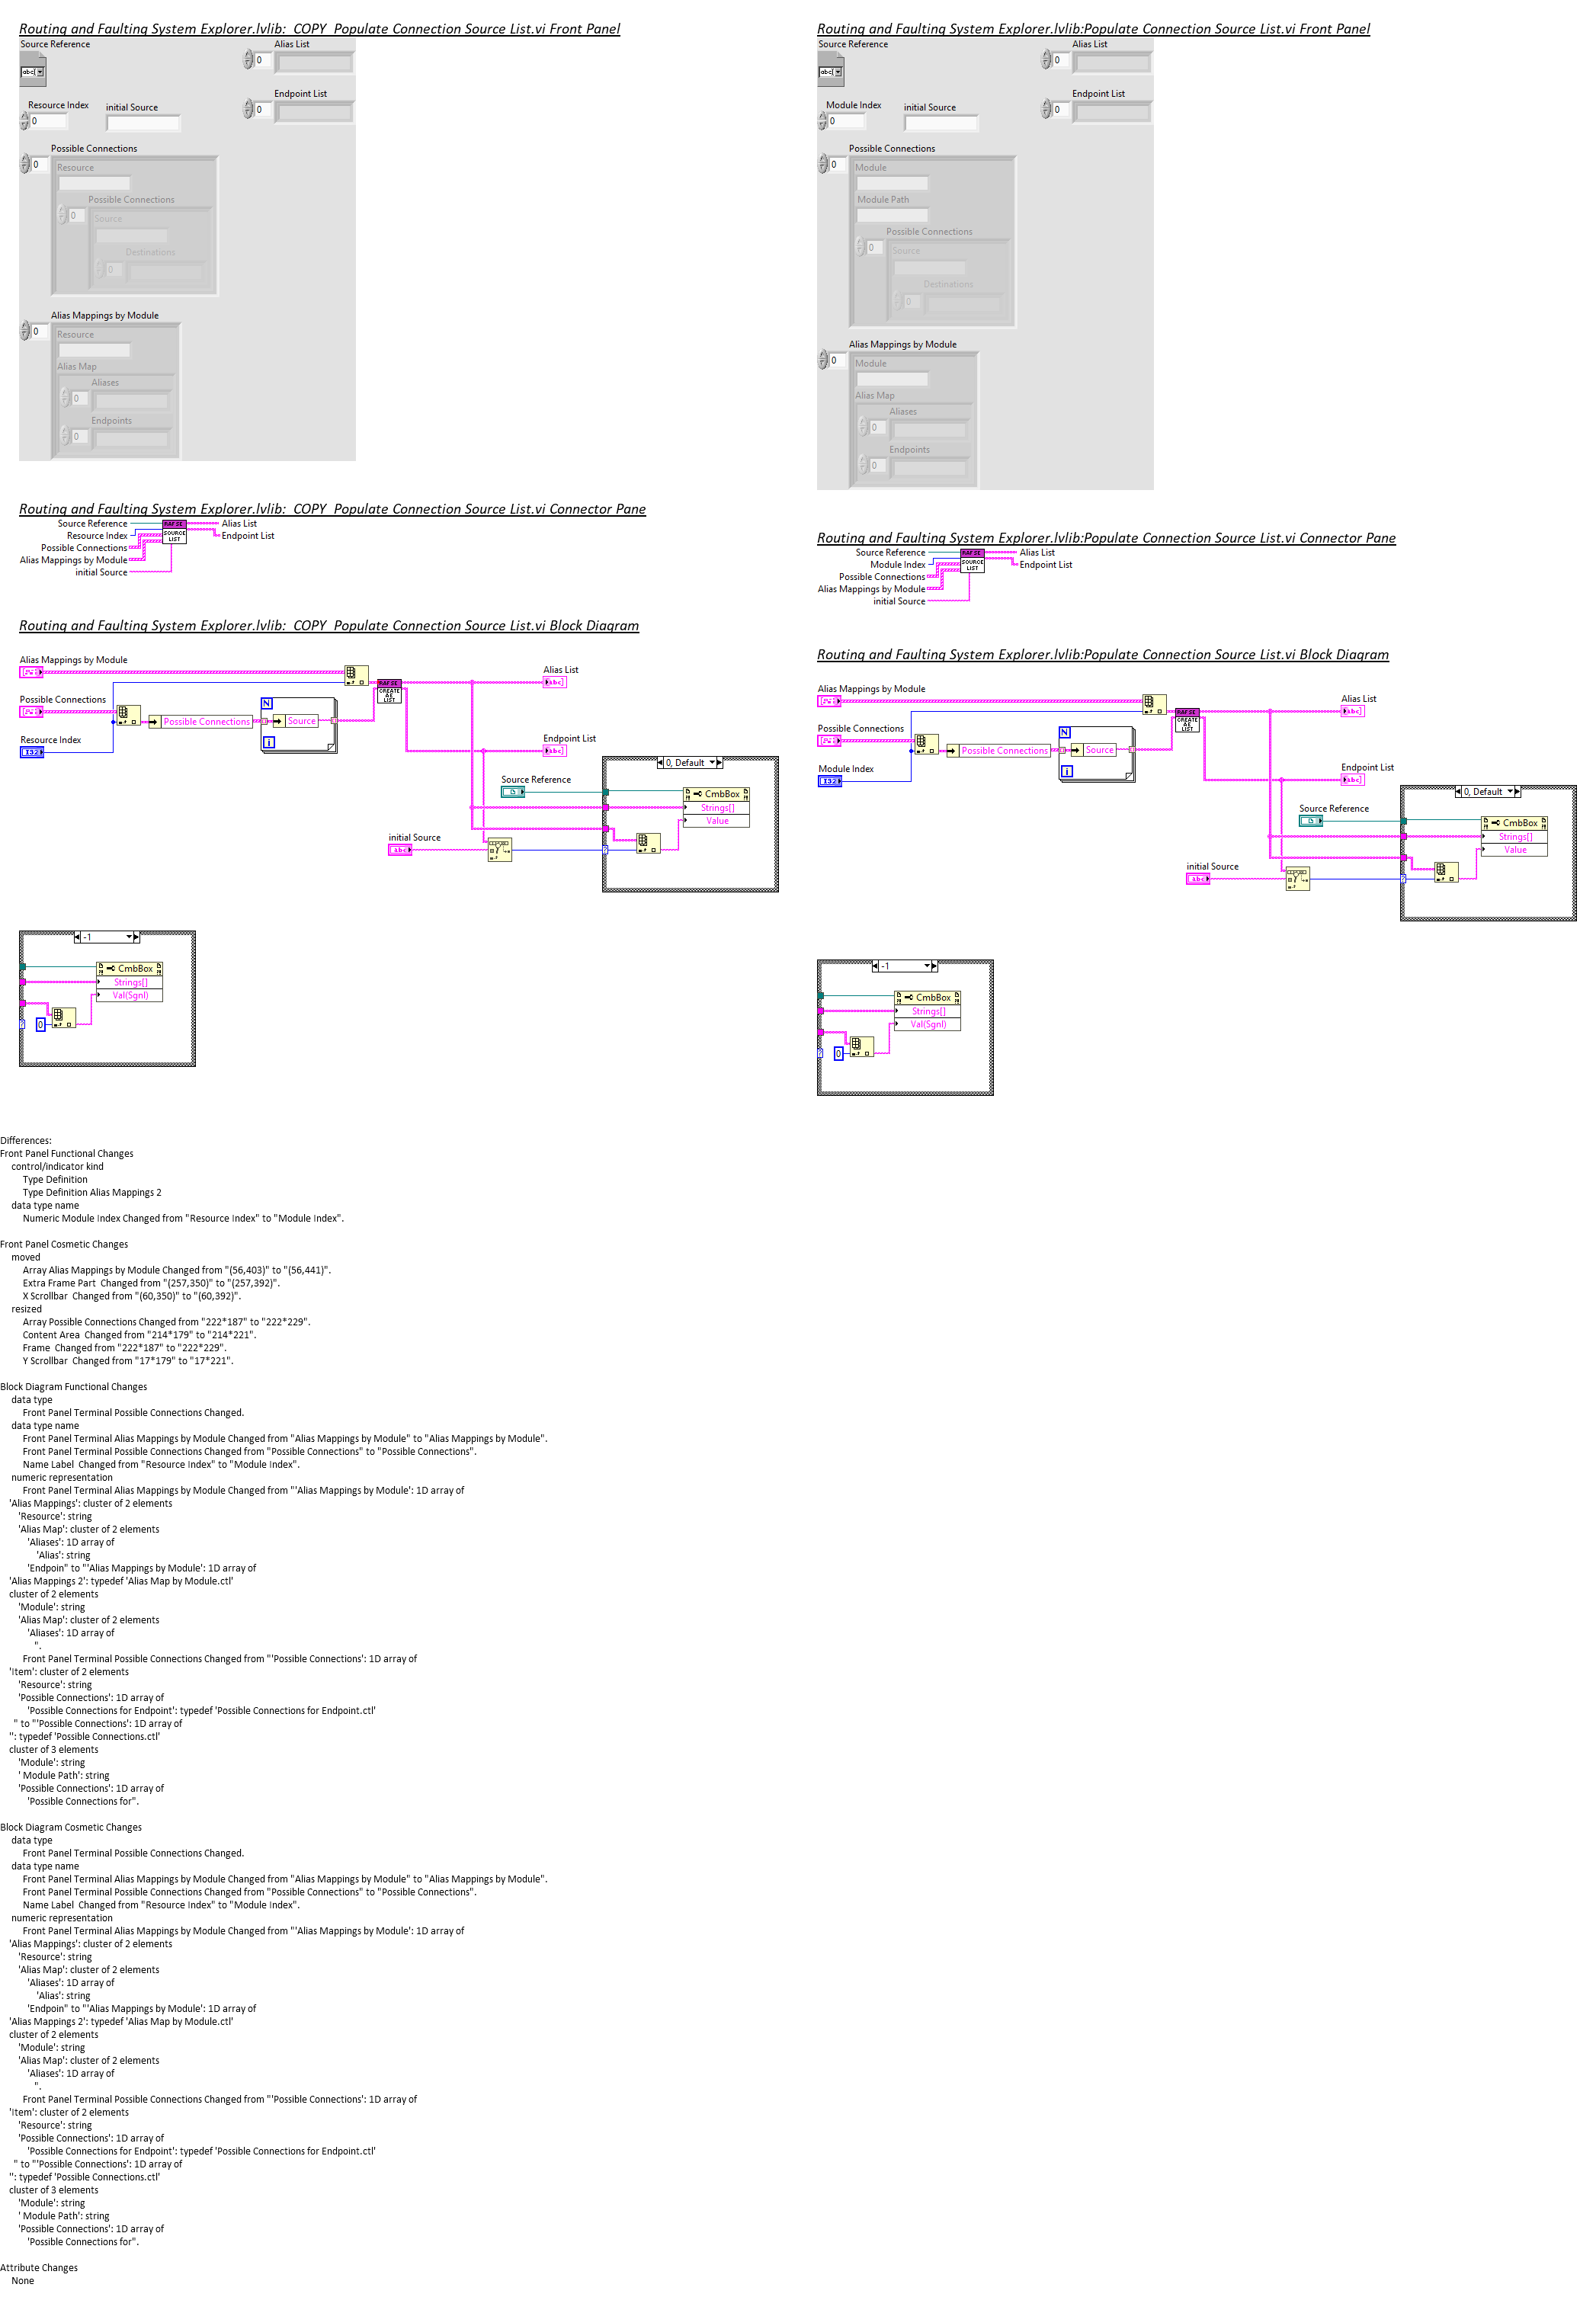 Routing and Faulting System Explorer.lvlib:  COPY  Populate Connection Source List.vi Front Panel
Source Reference
Alias List
abc
0
Endpoint List
0
Resource Index
initial Source
0
Possible Connections
0
Resource
Possible Connections
0
Source
Destinations
0
Alias Mappings by Module
0
Resource
Alias Map
Aliases
0
Endpoints
0
Routing and Faulting System Explorer.lvlib:  COPY  Populate Connection Source List.vi Connector Pane
Source Reference
Resource Index
Possible Connections
Alias Mappings by Module
initial Source
RAF SE
SOURCE
LIST
Alias List
Endpoint List
Routing and Faulting System Explorer.lvlib:  COPY  Populate Connection Source List.vi Block Diagram
Alias Mappings by Module
Possible Connections
Resource Index
I32
Possible Connections
N
Source
i
RAF SE
CREATE
AE
LIST
Alias List
abc
Endpoint List
abc
Source Reference
initial Source
abc
0, Default
CmbBox
Strings[]
Value
?
-1
CmbBox
Strings[]
Val(Sgnl)
?
0
Routing and Faulting System Explorer.lvlib:Populate Connection Source List.vi Front Panel
Source Reference
Alias List
abc
0
Endpoint List
0
Module Index
initial Source
0
Possible Connections
0
Module
Module Path
Possible Connections
0
Source
Destinations
0
Alias Mappings by Module
0
Module
Alias Map
Aliases
0
Endpoints
0
Routing and Faulting System Explorer.lvlib:Populate Connection Source List.vi Connector Pane
Source Reference
Module Index
Possible Connections
Alias Mappings by Module
initial Source
RAF SE
SOURCE
LIST
Alias List
Endpoint List
Routing and Faulting System Explorer.lvlib:Populate Connection Source List.vi Block Diagram
Alias Mappings by Module
Possible Connections
Module Index
I32
Possible Connections
N
Source
i
RAF SE
CREATE
AE
LIST
Alias List
abc
Endpoint List
abc
Source Reference
initial Source
abc
0, Default
CmbBox
Strings[]
Value
?
-1
CmbBox
Strings[]
Val(Sgnl)
?
0
Differences:
Front Panel Functional Changes
control/indicator kind
Type Definition
Type Definition Alias Mappings 2
data type name
Numeric Module Index Changed from "Resource Index" to "Module Index".
Front Panel Cosmetic Changes
moved
Array Alias Mappings by Module Changed from "(56,403)" to "(56,441)".
Extra Frame Part  Changed from "(257,350)" to "(257,392)".
X Scrollbar  Changed from "(60,350)" to "(60,392)".
resized
Array Possible Connections Changed from "222*187" to "222*229".
Content Area  Changed from "214*179" to "214*221".
Frame  Changed from "222*187" to "222*229".
Y Scrollbar  Changed from "17*179" to "17*221".
Block Diagram Functional Changes
data type
Front Panel Terminal Possible Connections Changed.
data type name
Front Panel Terminal Alias Mappings by Module Changed from "Alias Mappings by Module" to "Alias Mappings by Module".
Front Panel Terminal Possible Connections Changed from "Possible Connections" to "Possible Connections".
Name Label  Changed from "Resource Index" to "Module Index".
numeric representation
Front Panel Terminal Alias Mappings by Module Changed from "'Alias Mappings by Module': 1D array of
'Alias Mappings': cluster of 2 elements
'Resource': string
'Alias Map': cluster of 2 elements
'Aliases': 1D array of
'Alias': string
'Endpoin" to "'Alias Mappings by Module': 1D array of
'Alias Mappings 2': typedef 'Alias Map by Module.ctl'
cluster of 2 elements
'Module': string
'Alias Map': cluster of 2 elements
'Aliases': 1D array of
".
Front Panel Terminal Possible Connections Changed from "'Possible Connections': 1D array of
'Item': cluster of 2 elements
'Resource': string
'Possible Connections': 1D array of
'Possible Connections for Endpoint': typedef 'Possible Connections for Endpoint.ctl'
" to "'Possible Connections': 1D array of
'': typedef 'Possible Connections.ctl'
cluster of 3 elements
'Module': string
' Module Path': string
'Possible Connections': 1D array of
'Possible Connections for".
Block Diagram Cosmetic Changes
data type
Front Panel Terminal Possible Connections Changed.
data type name
Front Panel Terminal Alias Mappings by Module Changed from "Alias Mappings by Module" to "Alias Mappings by Module".
Front Panel Terminal Possible Connections Changed from "Possible Connections" to "Possible Connections".
Name Label  Changed from "Resource Index" to "Module Index".
numeric representation
Front Panel Terminal Alias Mappings by Module Changed from "'Alias Mappings by Module': 1D array of
'Alias Mappings': cluster of 2 elements
'Resource': string
'Alias Map': cluster of 2 elements
'Aliases': 1D array of
'Alias': string
'Endpoin" to "'Alias Mappings by Module': 1D array of
'Alias Mappings 2': typedef 'Alias Map by Module.ctl'
cluster of 2 elements
'Module': string
'Alias Map': cluster of 2 elements
'Aliases': 1D array of
".
Front Panel Terminal Possible Connections Changed from "'Possible Connections': 1D array of
'Item': cluster of 2 elements
'Resource': string
'Possible Connections': 1D array of
'Possible Connections for Endpoint': typedef 'Possible Connections for Endpoint.ctl'
" to "'Possible Connections': 1D array of
'': typedef 'Possible Connections.ctl'
cluster of 3 elements
'Module': string
' Module Path': string
'Possible Connections': 1D array of
'Possible Connections for".
Attribute Changes
None